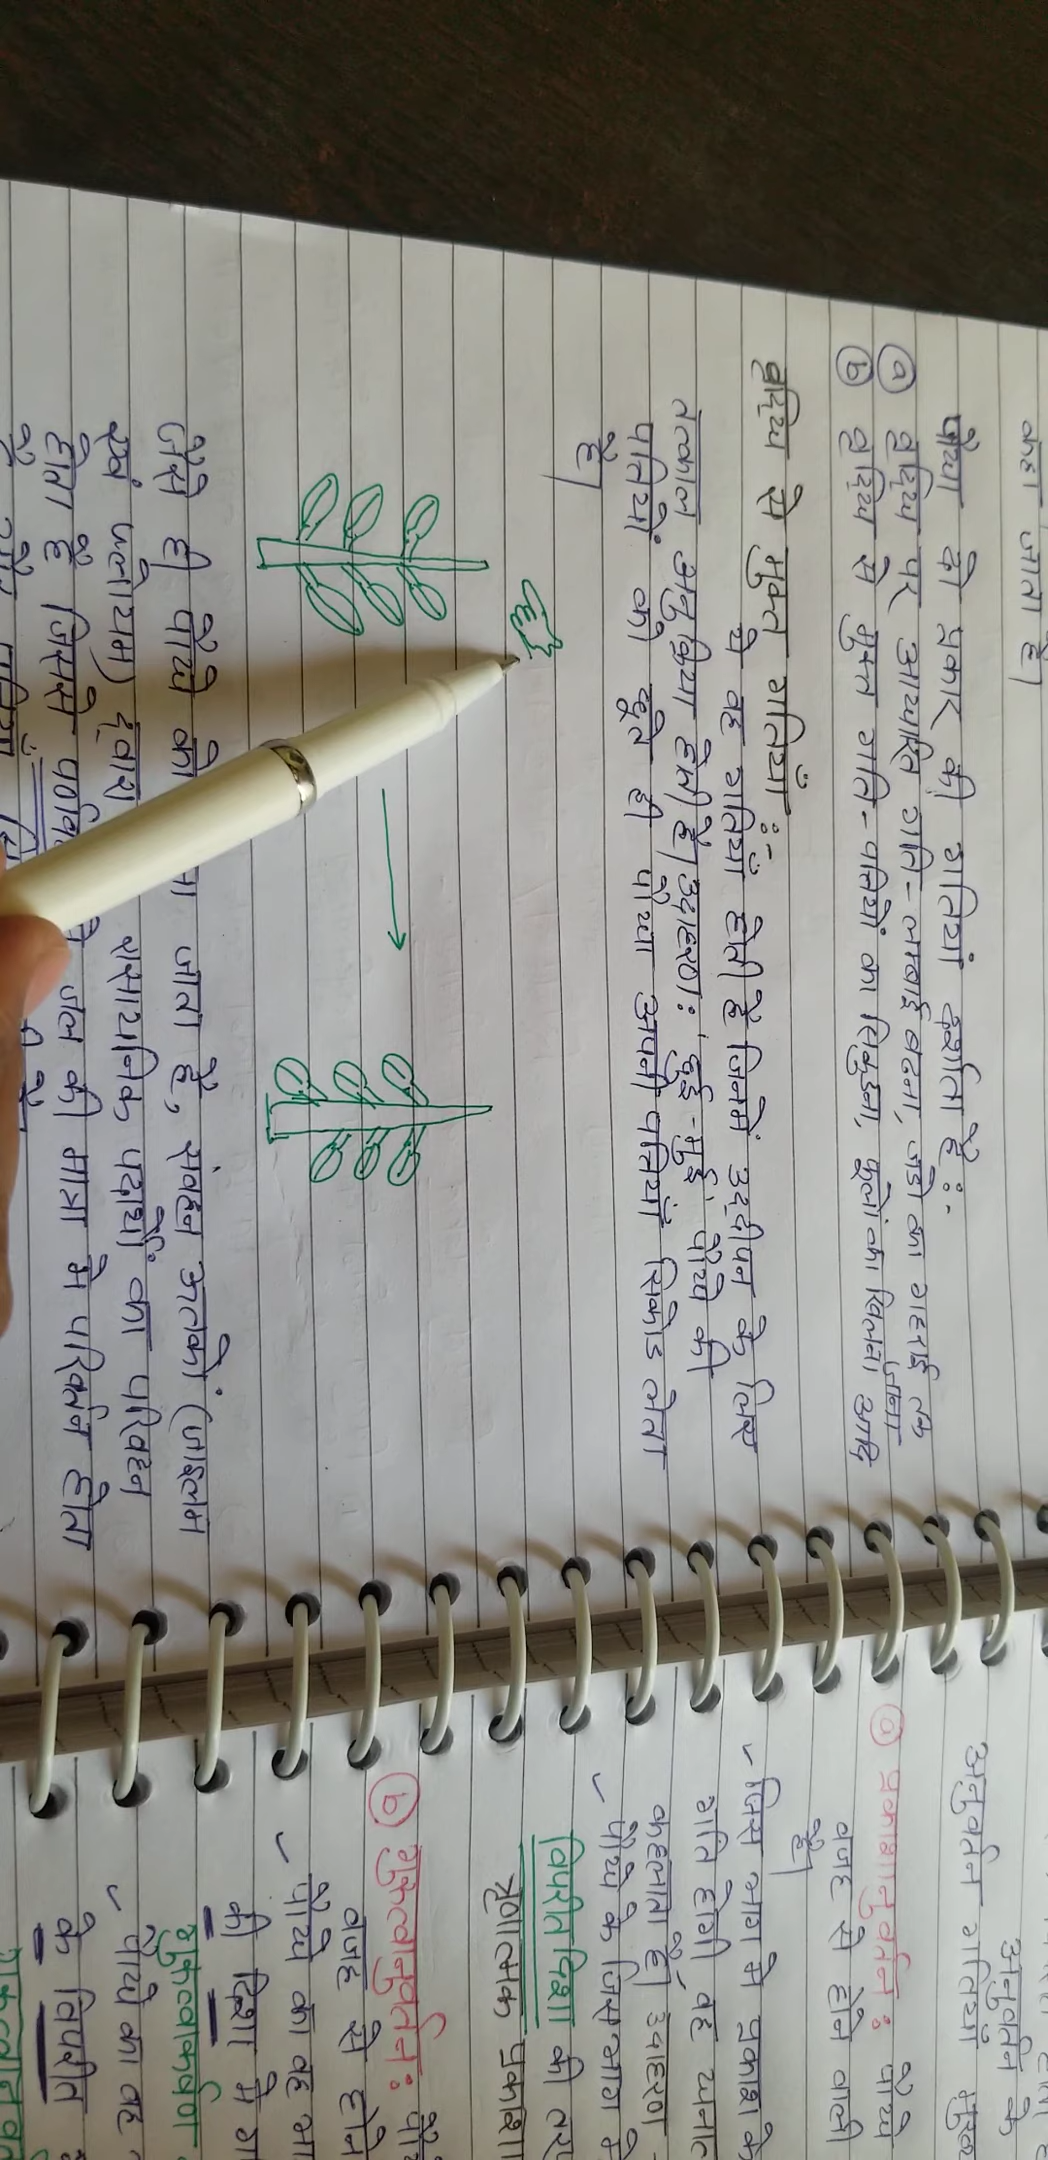 कहा जाता है।
पौधा दो प्रकार की गतियां दर्शाता है:-
(a) वृद्धि पर आधारित गति - लम्बाई बढना, जड़ो का गहराई तक जाना
(b) वृद्धि से मुक्त गति - पतियों का सिकुड़ना, फूलों का खिलना आदि
वृद्धि से मुक्त गतियां :-
ये वह गतियां होती है जिनमें उद्दीपन के लिए
तत्काल अनुक्रिया होती है। उदाहरण: 'छुई-मुई' पौधे की
पतियों को छूते ही पौधा अपनी पतियां सिकोड लेता
है।
जैसे ही पौधे को जाता है, संवहन ऊतकों (जाइलम
एवं फ्लोयम) द्वारा रासायनिक पदार्थों का परिवहन
होता है जिससे जल की मात्रा में परिवर्तन होता
है
अनुवर्तन के
अनुवर्तन गतियां
(a) प्रकाशानुवर्तन : पौधे
वजह से होने वाली
है।
✓ जिस भाग में प्रकाश के
गति होगी, वह धनात
कहलाता है। उदाहरण -
✓ पौधे के जिस भाग में
विपरीत दिशा की तरफ
ऋणात्मक प्रकाशा
(b) गुरुत्वानुवर्तन :
वजह से होने
✓ पौधे का वह भा
की दिशा में
गुरुत्वाकर्षण
✓ पौधे का वह
के विपरीत